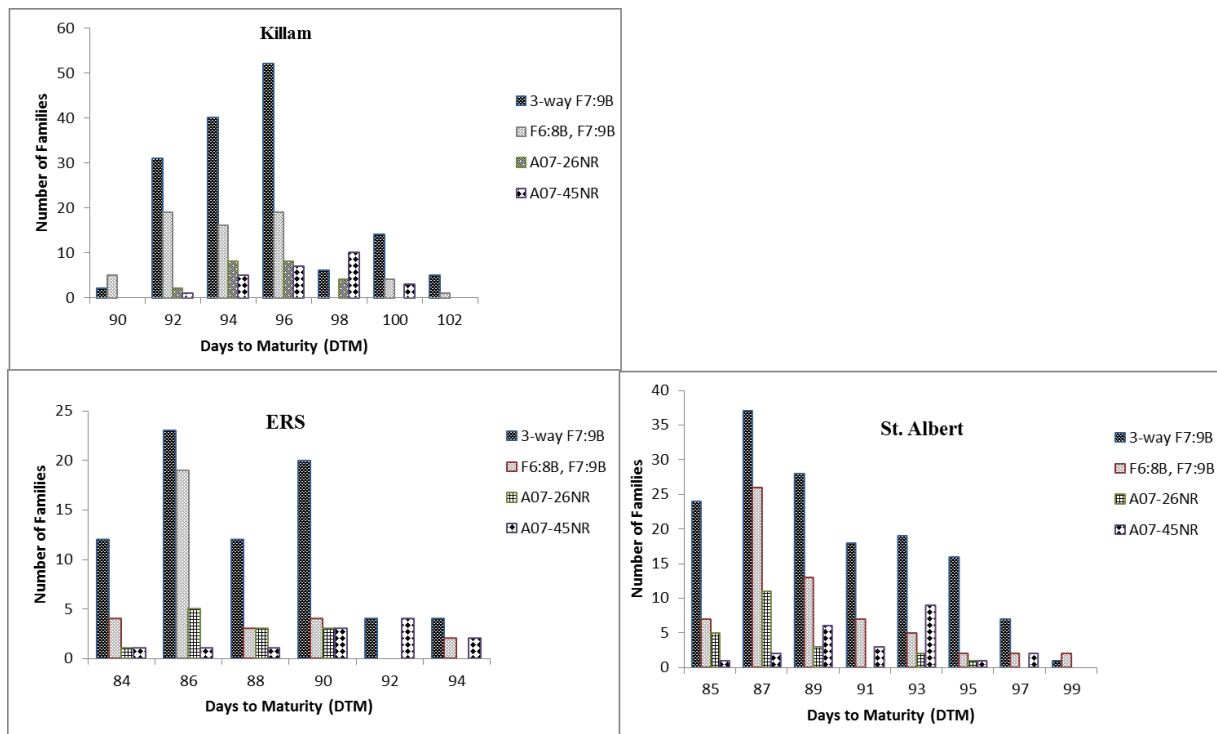 Killam
60
50
40
30
20
10
0
Number of Families
90 92 94 96 98 100 102
Days to Maturity (DTM)
3-way F7:9B
F6:8B, F7:9B
A07-26NR
A07-45NR
ERS
25
20
15
10
5
0
Number of Families
84 86 88 90 92 94
Days to Maturity (DTM)
3-way F7:9B
F6:8B, F7:9B
A07-26NR
A07-45NR
St. Albert
40
35
30
25
20
15
10
5
0
Number of Families
85 87 89 91 93 95 97 99
Days to Maturity (DTM)
3-way F7:9B
F6:8B, F7:9B
A07-26NR
A07-45NR